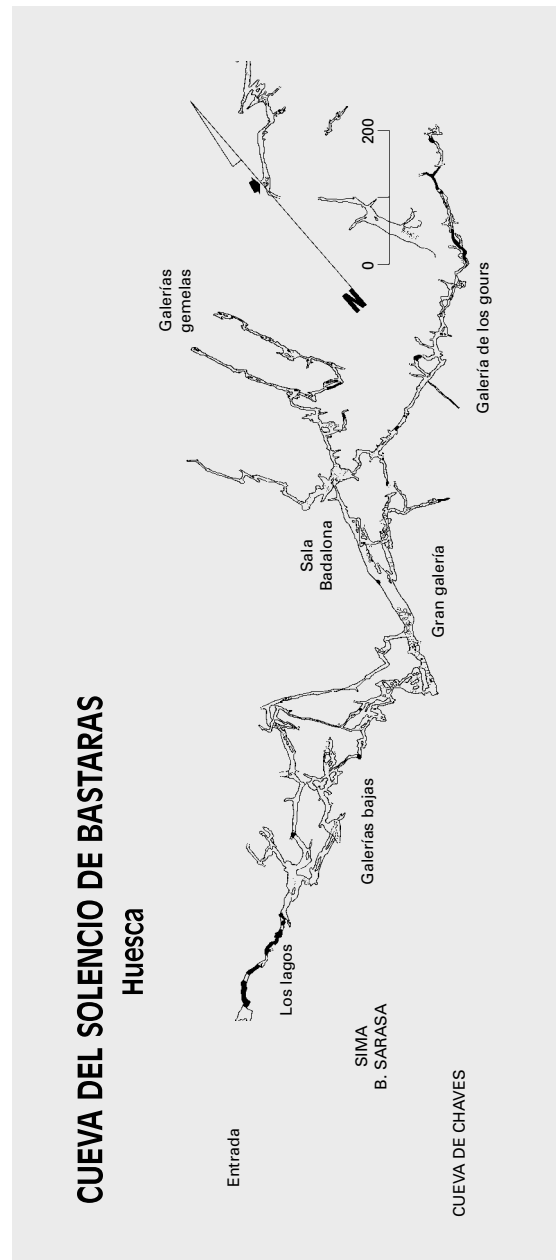 CUEVA DEL SOLENCIO DE BASTARAS
Huesca
Entrada
Los lagos
SIMA
B. SARASA
CUEVA DE CHAVES
Galerías bajas
Gran galería
Sala
Badalona
Galerías
gemelas
Galería de los gours
N
0
200